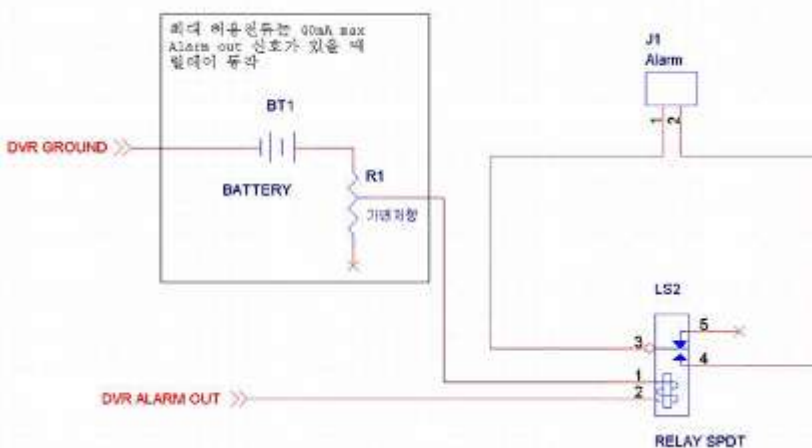 최대 허용전류는 60mA max
Alarm out 신호가 있을 때
릴레이 동작
J1
Alarm
1
2
BT1
DVR GROUND
R1
BATTERY
가변저항
LS2
5
3
4
1
2
DVR ALARM OUT
RELAY SPDT